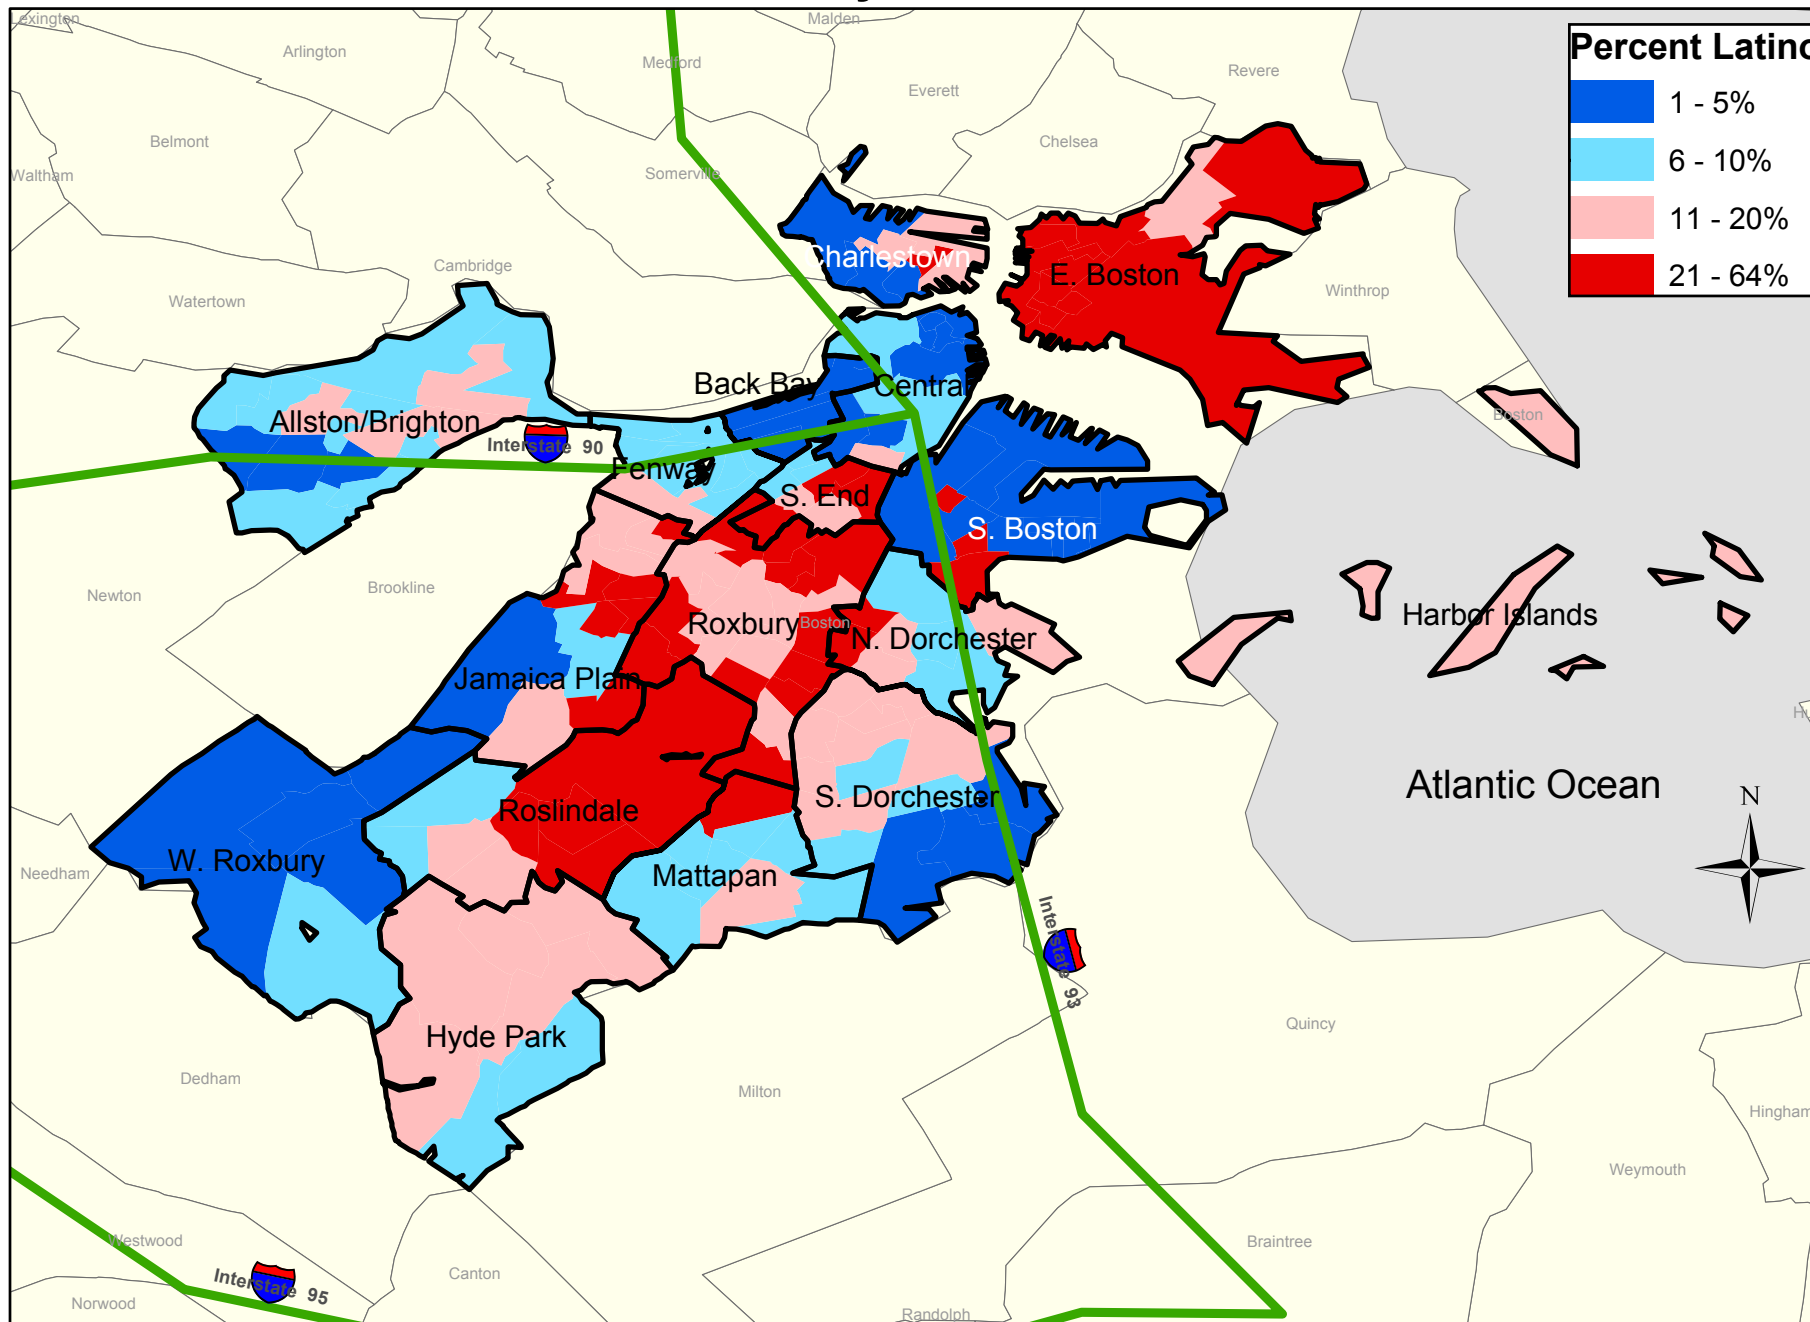 Lexington
Malden
Arlington
Medford
Revere
Everett
Belmont
Chelsea
Waltham
Somerville
Percent Latino
1 - 5%
6 - 10%
11 - 20%
21 - 64%
Charlestown
E. Boston
Cambridge
Watertown
Winthrop
Back Bay
Central
Allston/Brighton
Interstate 90
Boston
Fenway
S. End
S. Boston
Newton
Brookline
Roxbury
Boston
N. Dorchester
Harbor Islands
Jamaica Plain
Hu
Atlantic Ocean
N
Roslindale
S. Dorchester
W. Roxbury
Mattapan
Needham
Interstate 93
Hyde Park
Quincy
Dedham
Milton
Hingham
Weymouth
Westwood
Braintree
Canton
Interstate 95
Norwood
Randolph